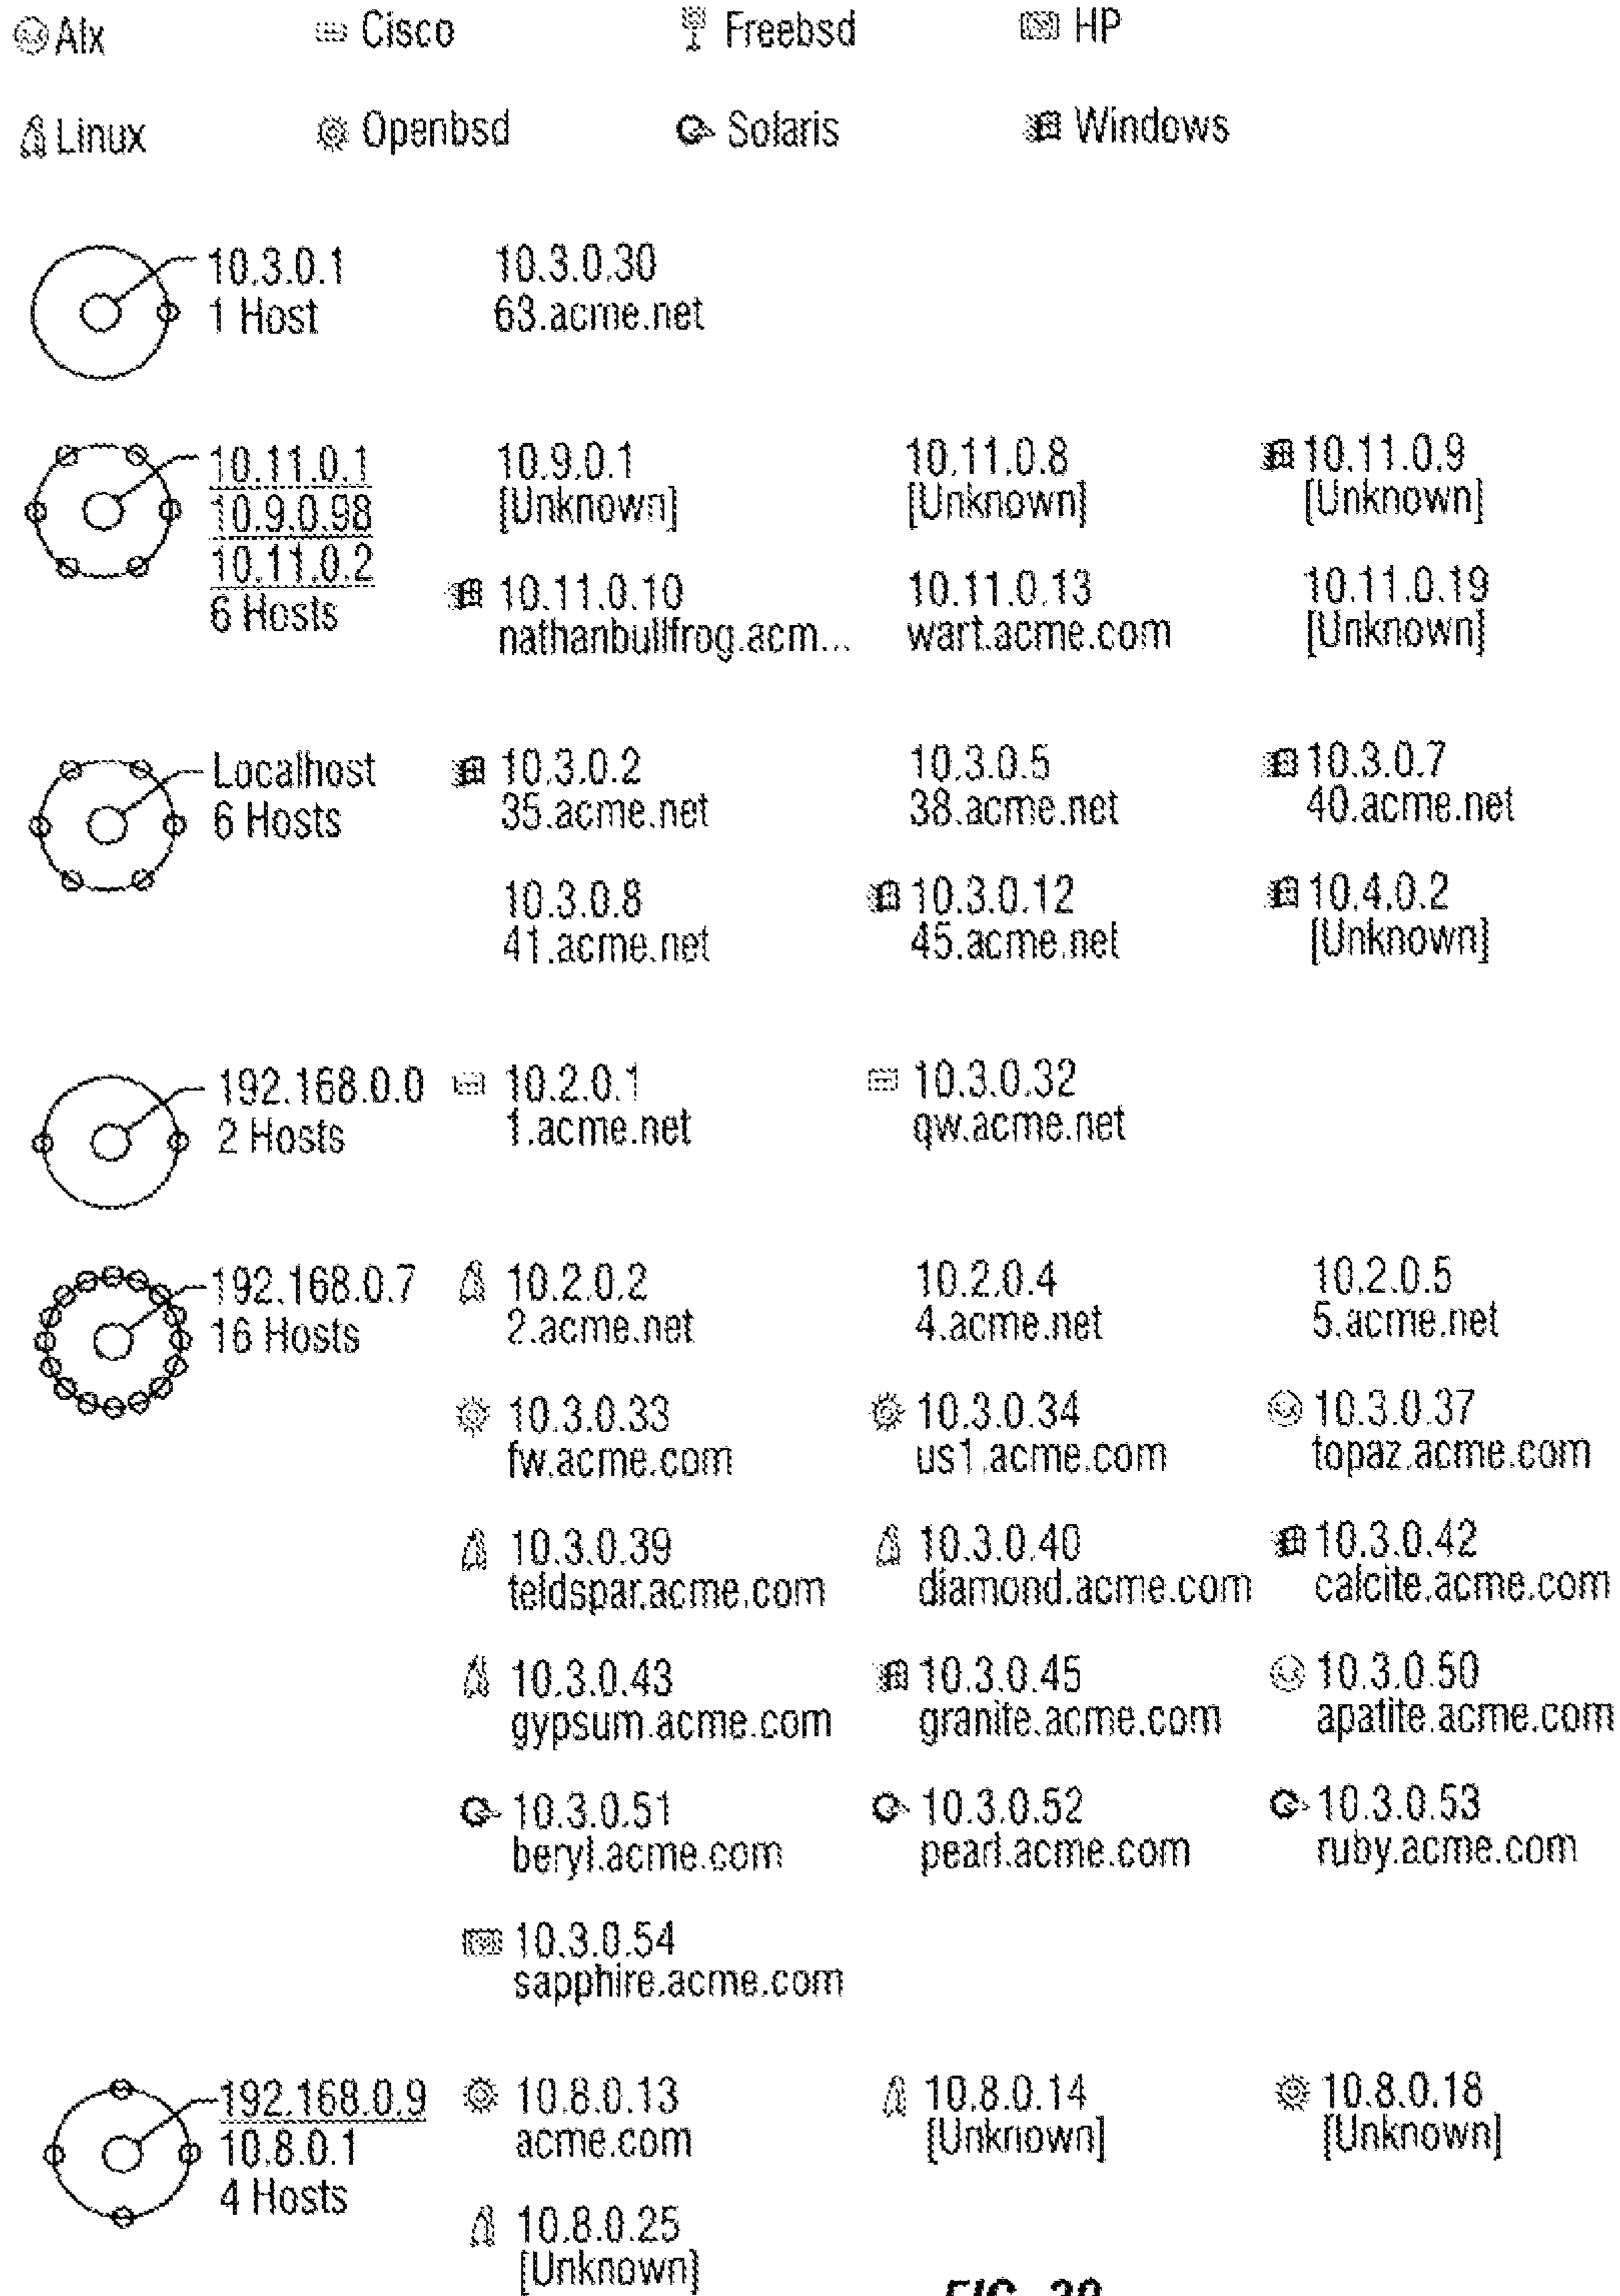 AIx Cisco Freebsd HP
Linux Openbsd Solaris Windows
10.3.0.1 10.3.0.30
1 Host 63.acme.net
10.11.0.1 10.9.0.1 10.11.0.8 10.11.0.9
10.9.0.98 [Unknown] [Unknown] [Unknown]
10.11.0.2 10.11.0.10 10.11.0.13 10.11.0.19
6 Hosts nathanbullfrog.acm... wart.acme.com [Unknown]
Localhost 10.3.0.2 10.3.0.5 10.3.0.7
6 Hosts 35.acme.net 38.acme.net 40.acme.net
10.3.0.8 10.3.0.12 10.4.0.2
41.acme.net 45.acme.net [Unknown]
192.168.0.0 10.2.0.1 10.3.0.32
2 Hosts 1.acme.net qw.acme.net
192.168.0.7 10.2.0.2 10.2.0.4 10.2.0.5
16 Hosts 2.acme.net 4.acme.net 5.acme.net
10.3.0.33 10.3.0.34 10.3.0.37
fw.acme.com us1.acme.com topaz.acme.com
10.3.0.39 10.3.0.40 10.3.0.42
teldspar.acme.com diamond.acme.com calcite.acme.com
10.3.0.43 10.3.0.45 10.3.0.50
gypsum.acme.com granite.acme.com apatite.acme.com
10.3.0.51 10.3.0.52 10.3.0.53
beryl.acme.com pearl.acme.com ruby.acme.com
10.3.0.54
sapphire.acme.com
192.168.0.9 10.8.0.13 10.8.0.14 10.8.0.18
10.8.0.1 acme.com [Unknown] [Unknown]
4 Hosts 10.8.0.25
[Unknown]